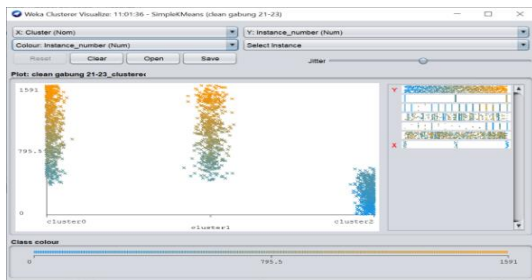 Weka Clusterer Visualize: 11:01:36 - SimpleKMeans (clean gabung 21-23)
X: Cluster (Nom) Y: Instance_number (Num)
Colour: Instance_number (Num) Select Instance
Reset Clear Open Save Jitter
Plot: clean gabung 21-23_clusterer
1591
795.5
0
cluster0 cluster1 cluster2
Y
X
Class colour
0 795.5 1591